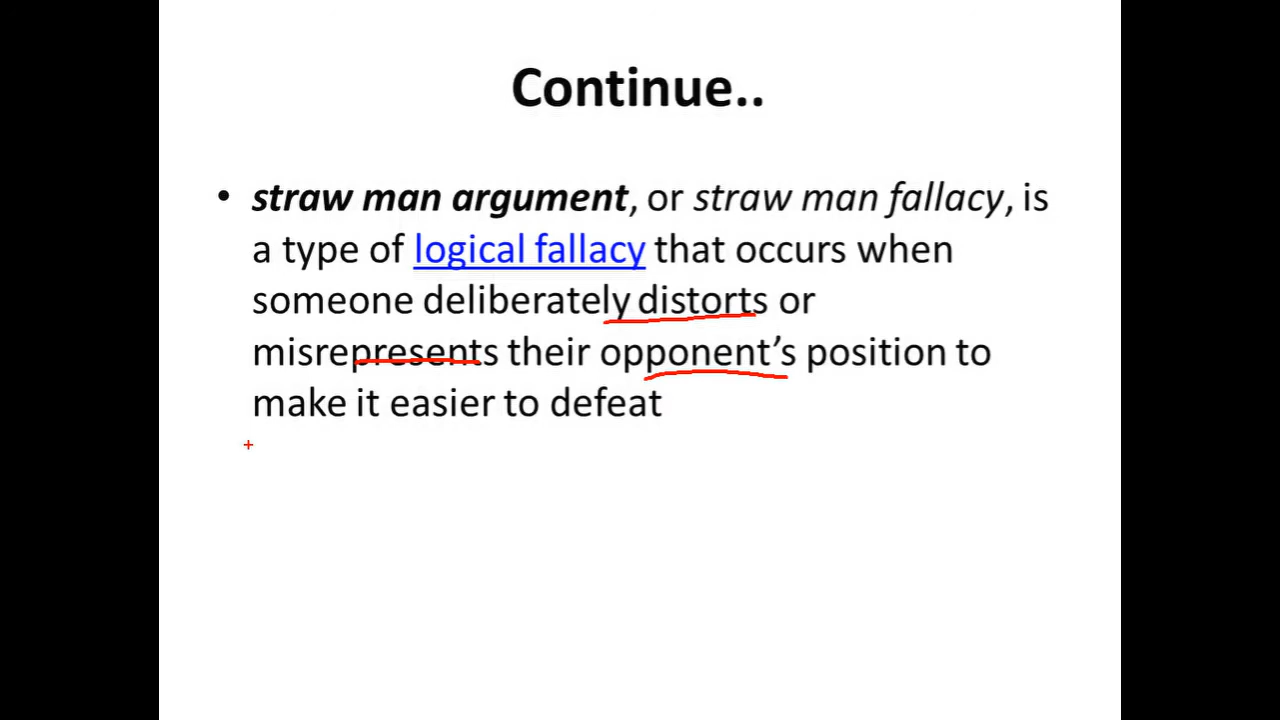 Continue..
• straw man argument, or straw man fallacy, is
a type of logical fallacy that occurs when
someone deliberately distorts or
misrepresents their opponent’s position to
make it easier to defeat